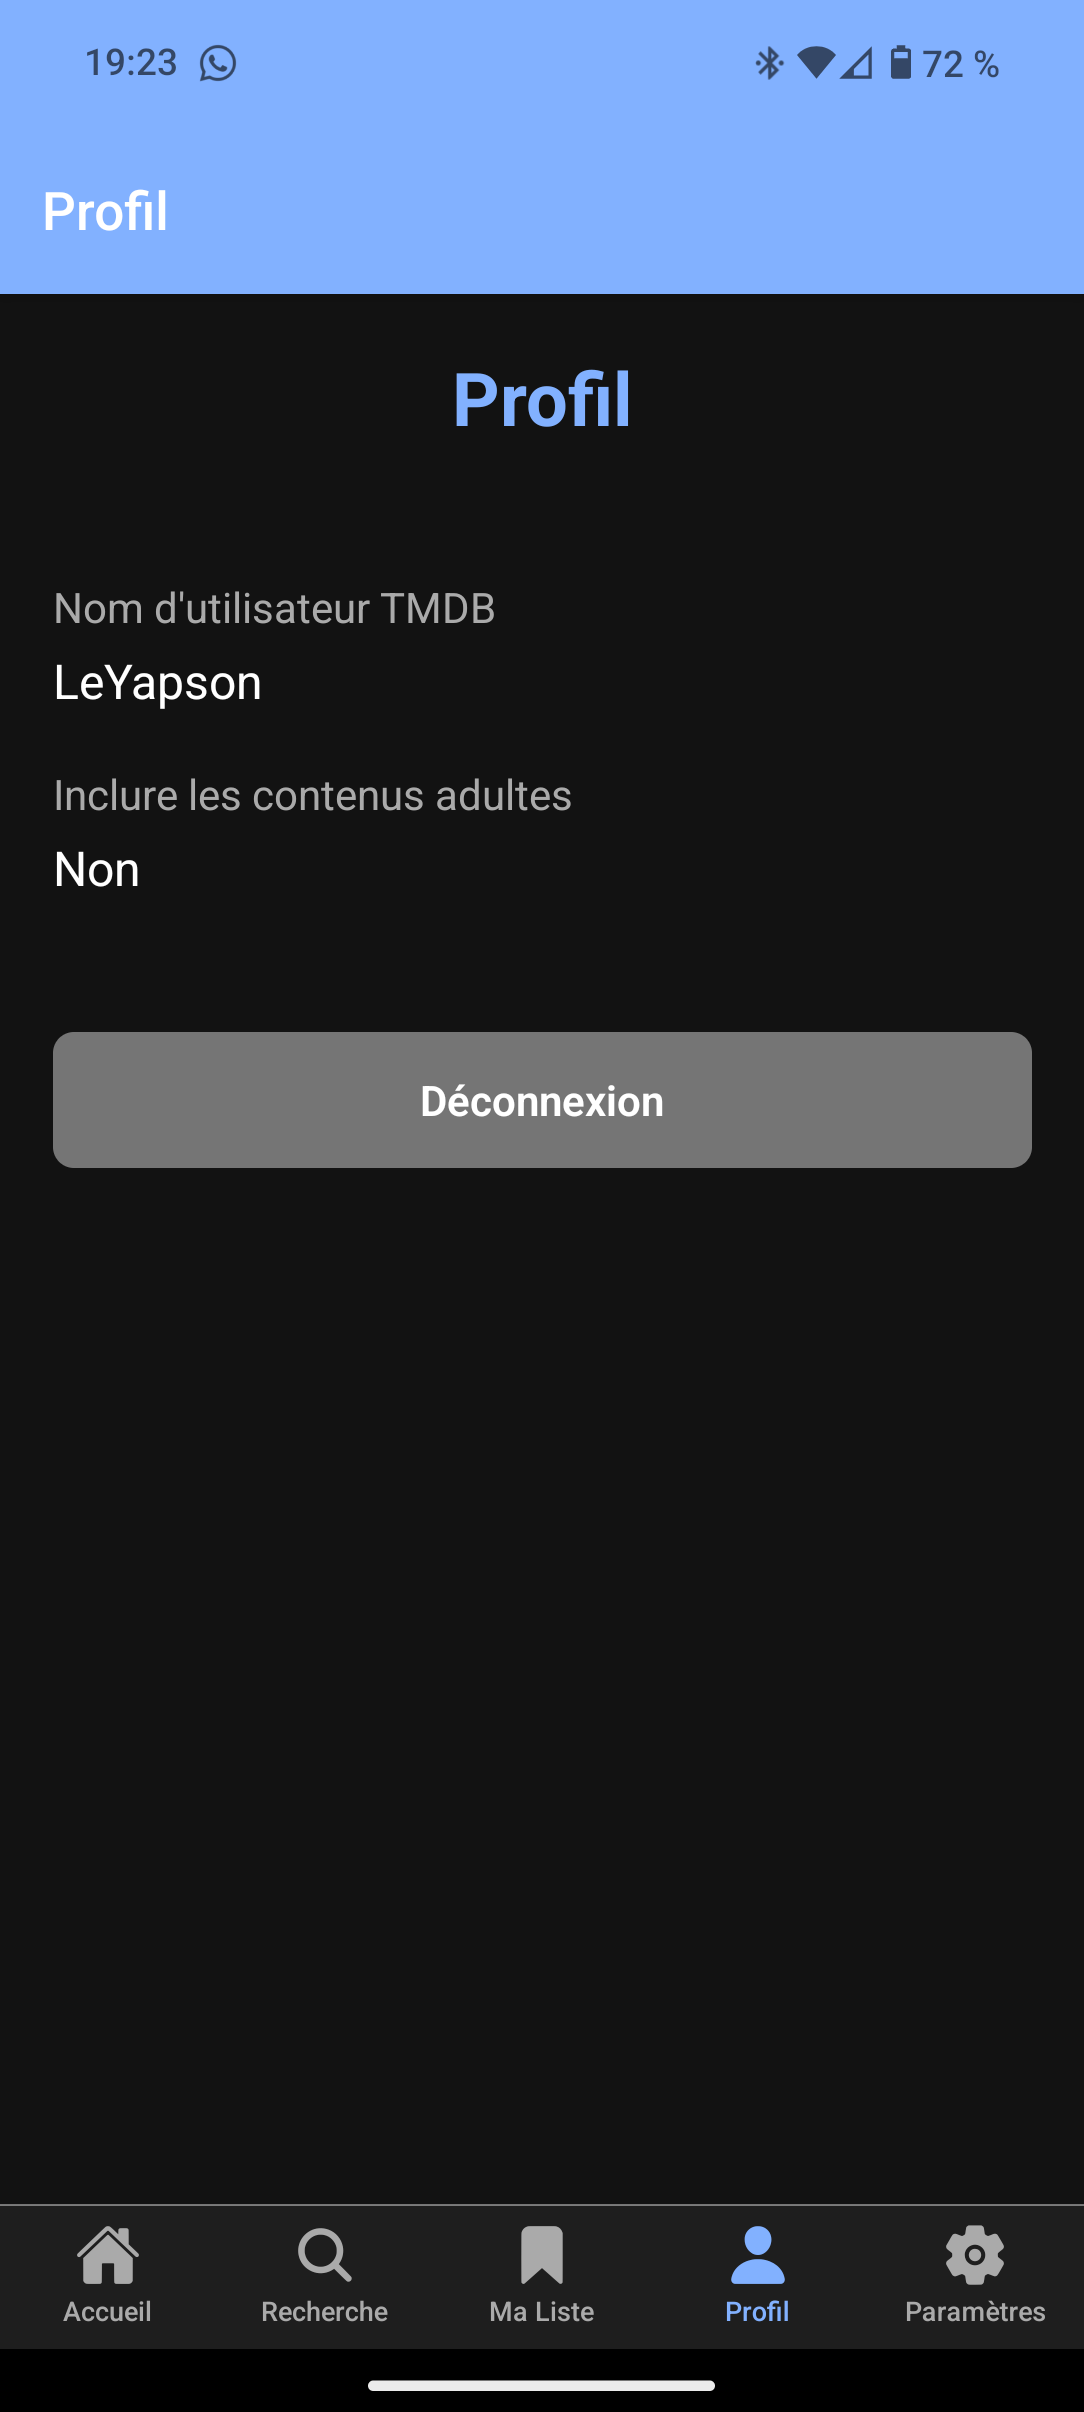 19:23
72 %
Profil
Profil
Nom d'utilisateur TMDB
LeYapson
Inclure les contenus adultes
Non
Déconnexion
Accueil
Recherche
Ma Liste
Profil
Paramètres